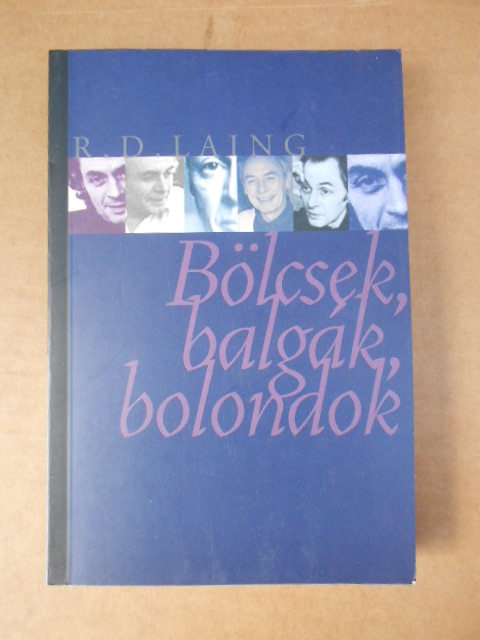 R.D.LAING
Bölcsek,
balgák,
bolondok